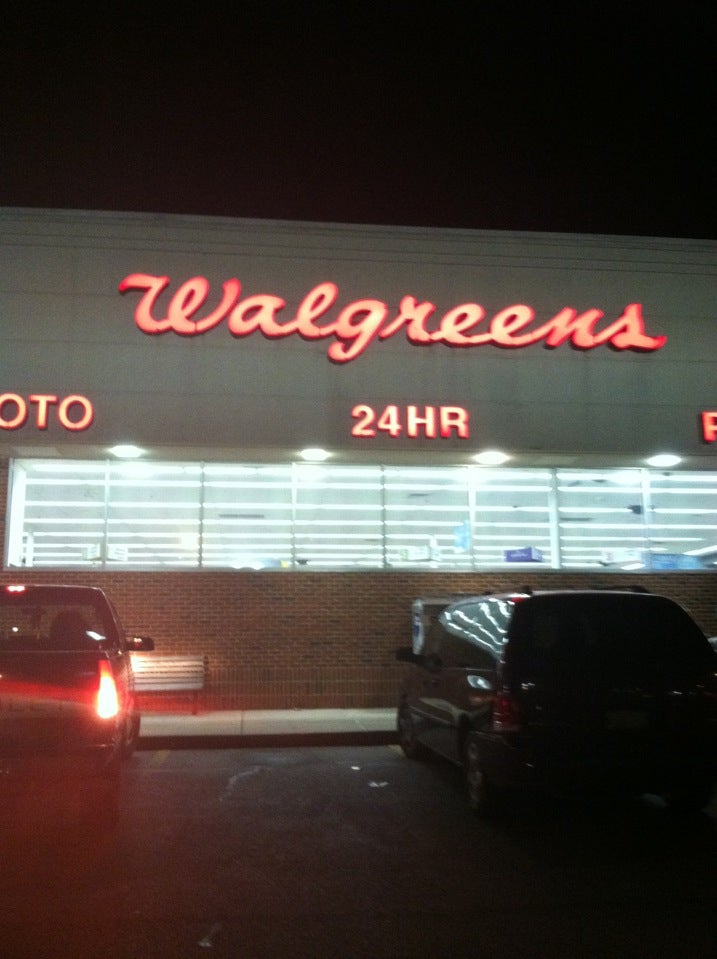 Walgreens
OTO 24HR P